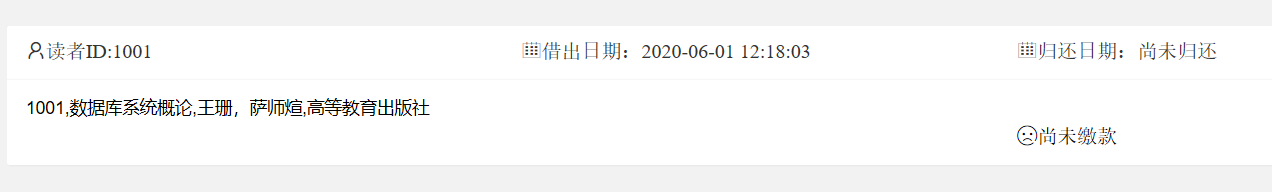 读者ID:1001 借出日期：2020-06-01 12:18:03 归还日期：尚未归还
1001,数据库系统概论,王珊，萨师煊,高等教育出版社
尚未缴款